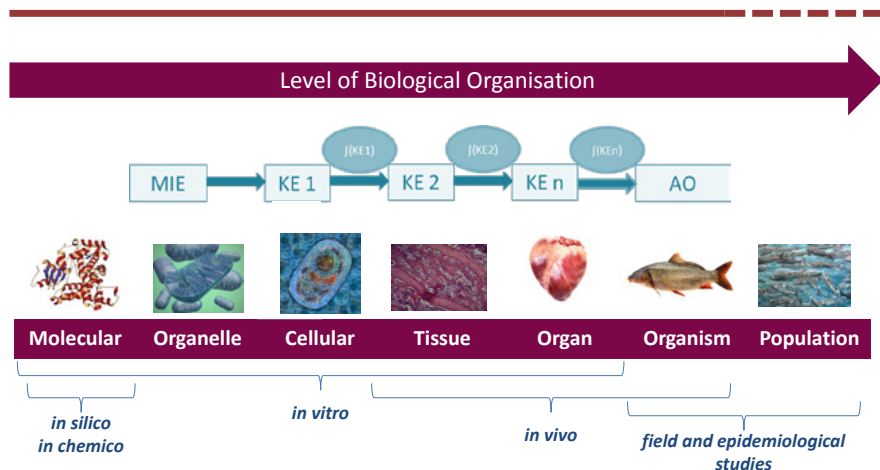 Level of Biological Organisation
∫(KE1)
∫(KE2)
∫(KEn)
MIE
KE 1
KE 2
KE n
AO
Molecular
Organelle
Cellular
Tissue
Organ
Organism
Population
in silico
in chemico
in vitro
in vivo
field and epidemiological
studies